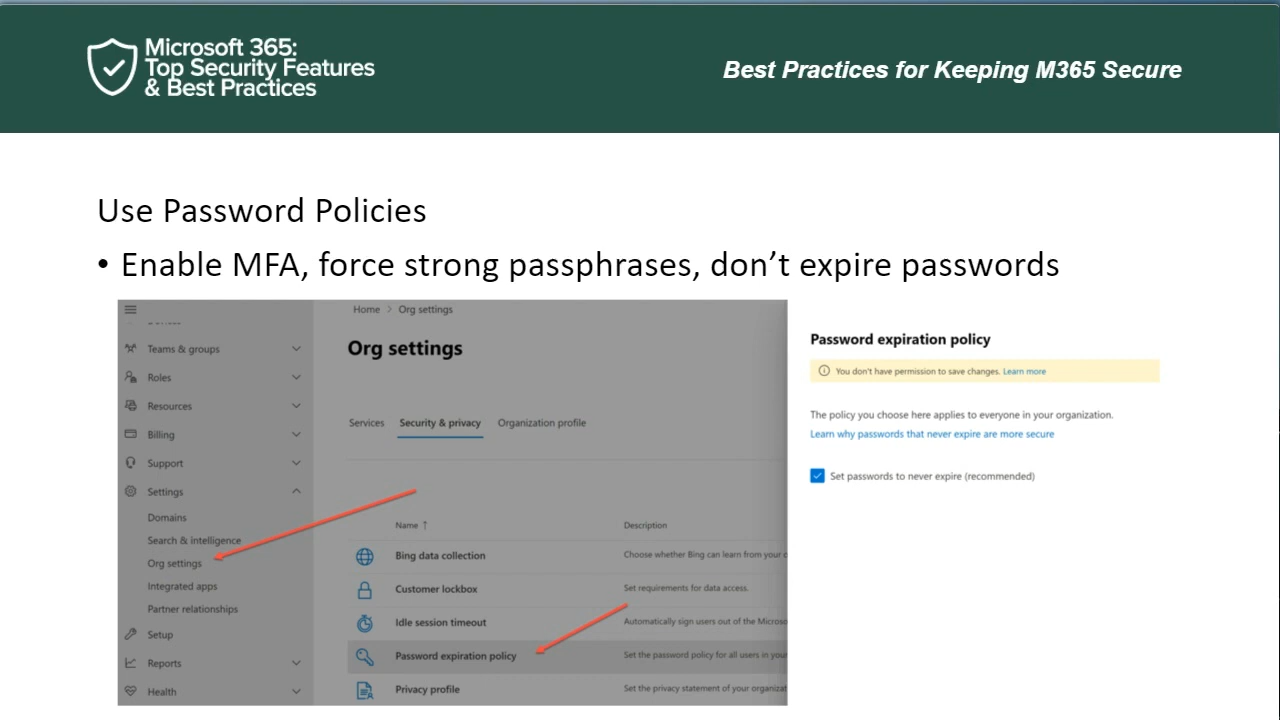 Microsoft 365:
Top Security Features
& Best Practices
Best Practices for Keeping M365 Secure
Use Password Policies
• Enable MFA, force strong passphrases, don't expire passwords
Teams & groups
Roles
Resources
Billing
Support
Settings
Domains
Search & intelligence
Org settings
Integrated apps
Partner relationships
Setup
Reports
Health
Home > Org settings
Org settings
Services Security & privacy Organization profile
Name ↑ Description
Bing data collection Choose whether Bing can learn from your
Customer lockbox Set requirements for data access.
Idle session timeout Automatically sign users out of the
Password expiration policy Set the password policy for all users in
Privacy profile Set the privacy statement of your
Password expiration policy
You don't have permission to save changes. Learn more
The policy you choose here applies to everyone in your organization.
Learn why passwords that never expire are more secure
Set passwords to never expire (recommended)